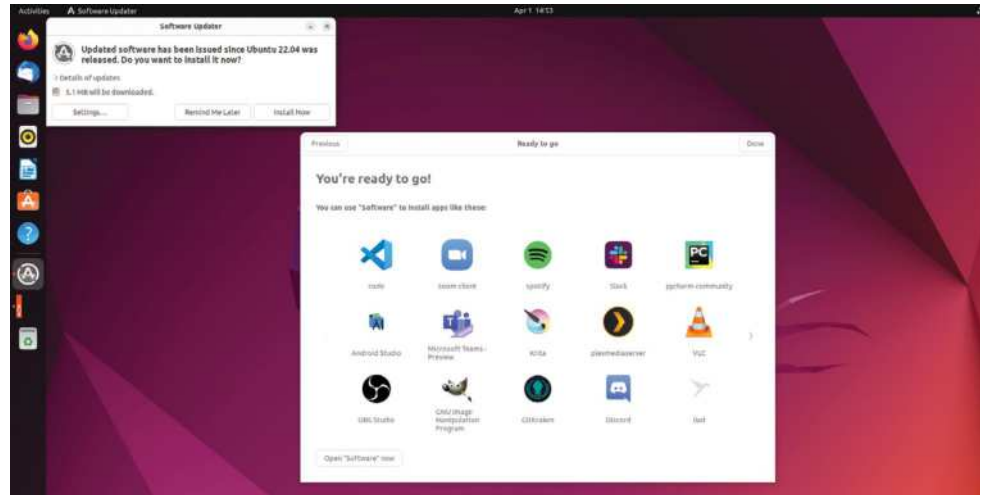 Activities
Software Updater
Apr 1 14:53
Software Updater
Updated software has been issued since Ubuntu 22.04 was
released. Do you want to install it now?
Details of updates
5.1 MB will be downloaded.
Settings...
Remind Me Later
Install Now
Previous
Ready to go
Done
You're ready to go!
You can use "Software" to install apps like these:
code
zoom-client
spotify
Slack
pycharm-community
Android Studio
Microsoft Teams -
Preview
Krita
plexmediaserver
VLC
OBS Studio
GNU Image
Manipulation
Program
GitKraken
Discord
Open "Software" now